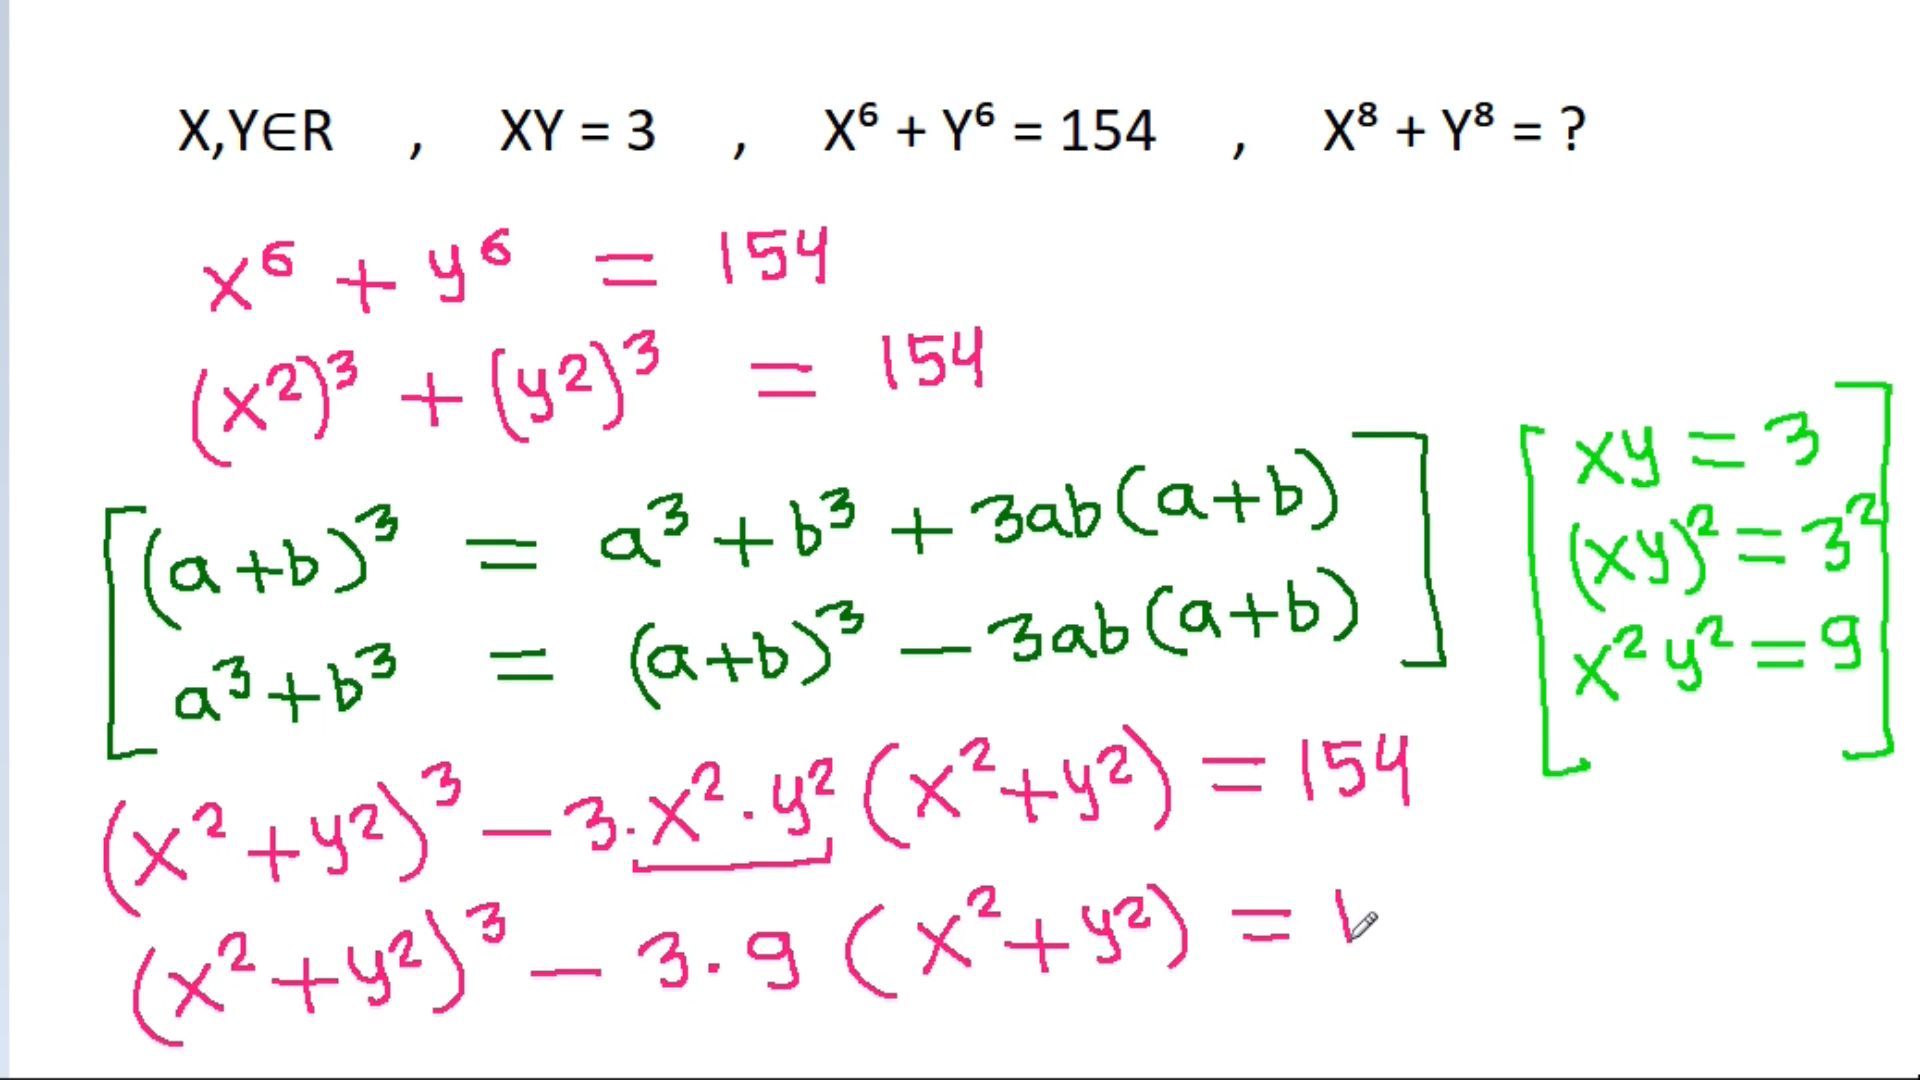 X,Y∈R , XY = 3 , X⁶ + Y⁶ = 154 , X⁸ + Y⁸ = ?
x⁶ + y⁶ = 154
(x²)³ + (y²)³ = 154
(a+b)³ = a³ + b³ + 3ab(a+b)
a³+b³ = (a+b)³ − 3ab(a+b)
xy = 3
(xy)² = 3²
x² y² = 9
(x² + y²)³ − 3·x²·y² (x²+y²) = 154
(x² + y²)³ − 3·9 (x²+y²) =